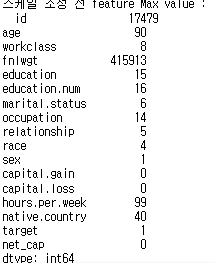 스케일 조정 전 feature Max value :
id 17479
age 90
workclass 8
fnlwgt 415913
education 15
education.num 16
marital.status 6
occupation 14
relationship 5
race 4
sex 1
capital.gain 0
capital.loss 0
hours.per.week 99
native.country 40
target 1
net_cap 0
dtype: int64